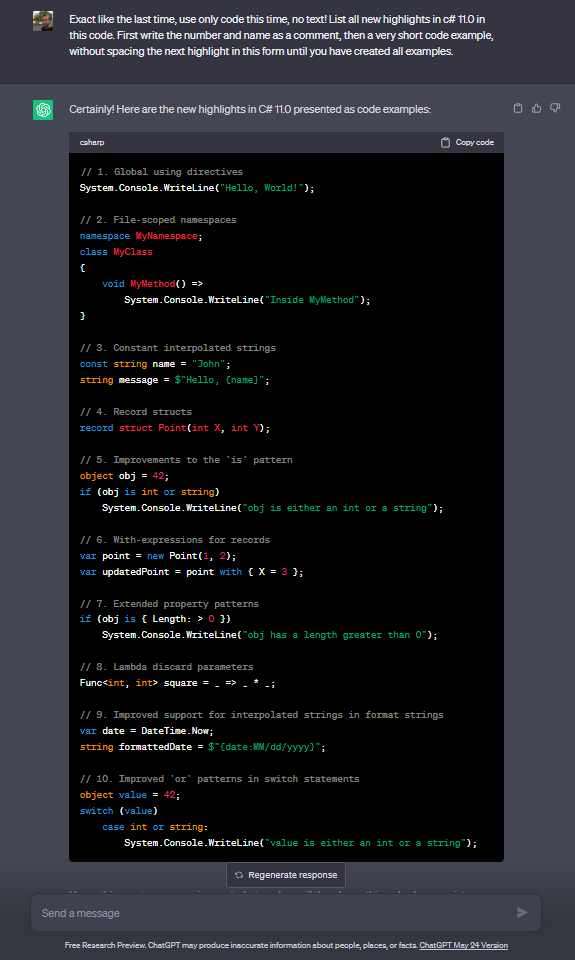 Exact like the last time, use only code this time, no text! List all new highlights in c# 11.0 in
this code. First write the number and name as a comment, then a very short code example,
without spacing the next highlight in this form until you have created all examples.
Certainly! Here are the new highlights in C# 11.0 presented as code examples:
csharp
Copy code
// 1. Global using directives
System.Console.WriteLine("Hello, World!");
// 2. File-scoped namespaces
namespace MyNamespace;
class MyClass
{
    void MyMethod() =>
        System.Console.WriteLine("Inside MyMethod");
}
// 3. Constant interpolated strings
const string name = "John";
string message = $"Hello, {name}";
// 4. Record structs
record struct Point(int X, int Y);
// 5. Improvements to the 'is' pattern
object obj = 42;
if (obj is int or string)
    System.Console.WriteLine("obj is either an int or a string");
// 6. With-expressions for records
var point = new Point(1, 2);
var updatedPoint = point with { X = 3 };
// 7. Extended property patterns
if (obj is { Length: > 0 })
    System.Console.WriteLine("obj has a length greater than 0");
// 8. Lambda discard parameters
Func<int, int> square = _ => _ * _;
// 9. Improved support for interpolated strings in format strings
var date = DateTime.Now;
string formattedDate = $"{date:MM/dd/yyyy}";
// 10. Improved 'or' patterns in switch statements
object value = 42;
switch (value)
    case int or string:
        System.Console.WriteLine("value is either an int or a string");
Regenerate response
Send a message
Free Research Preview. ChatGPT may produce inaccurate information about people, places, or facts. ChatGPT May 24 Version